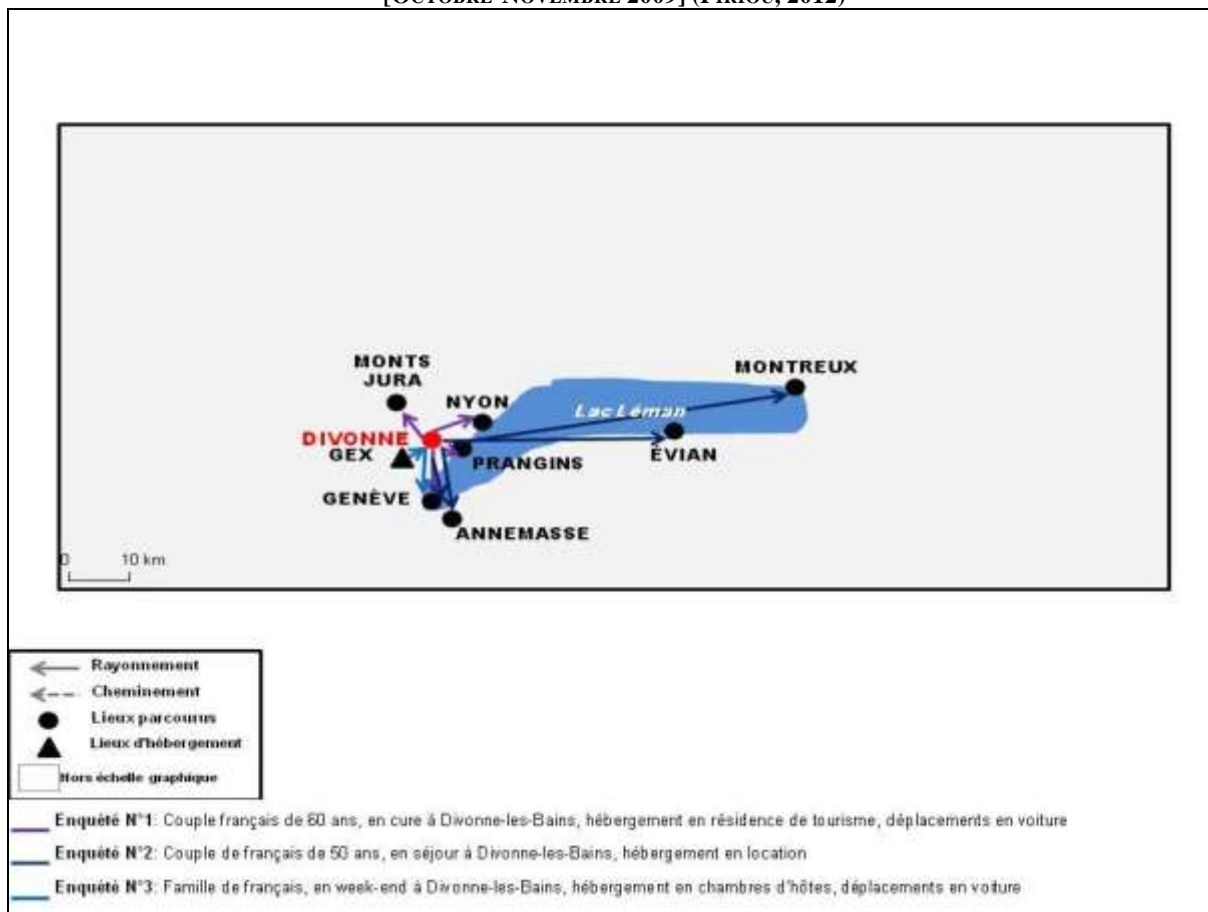 [OCTOBRE-NOVEMBRE 2009] (PIRIOU, 2012)
MONTS
JURA
MONTREUX
NYON
Lac Léman
DIVONNE
GEX
PRANGINS
ÉVIAN
GENÈVE
ANNEMASSE
0 10 km
Rayonnement
Cheminement
Lieux parcourus
Lieux d'hébergement
Hors échelle graphique
Enquêté N°1: Couple français de 60 ans, en cure à Divonne-les-Bains, hébergement en résidence de tourisme, déplacements en voiture
Enquêté N°2: Couple de français de 50 ans, en séjour à Divonne-les-Bains, hébergement en location
Enquêté N°3: Famille de français, en week-end à Divonne-les-Bains, hébergement en chambres d'hôtes, déplacements en voiture